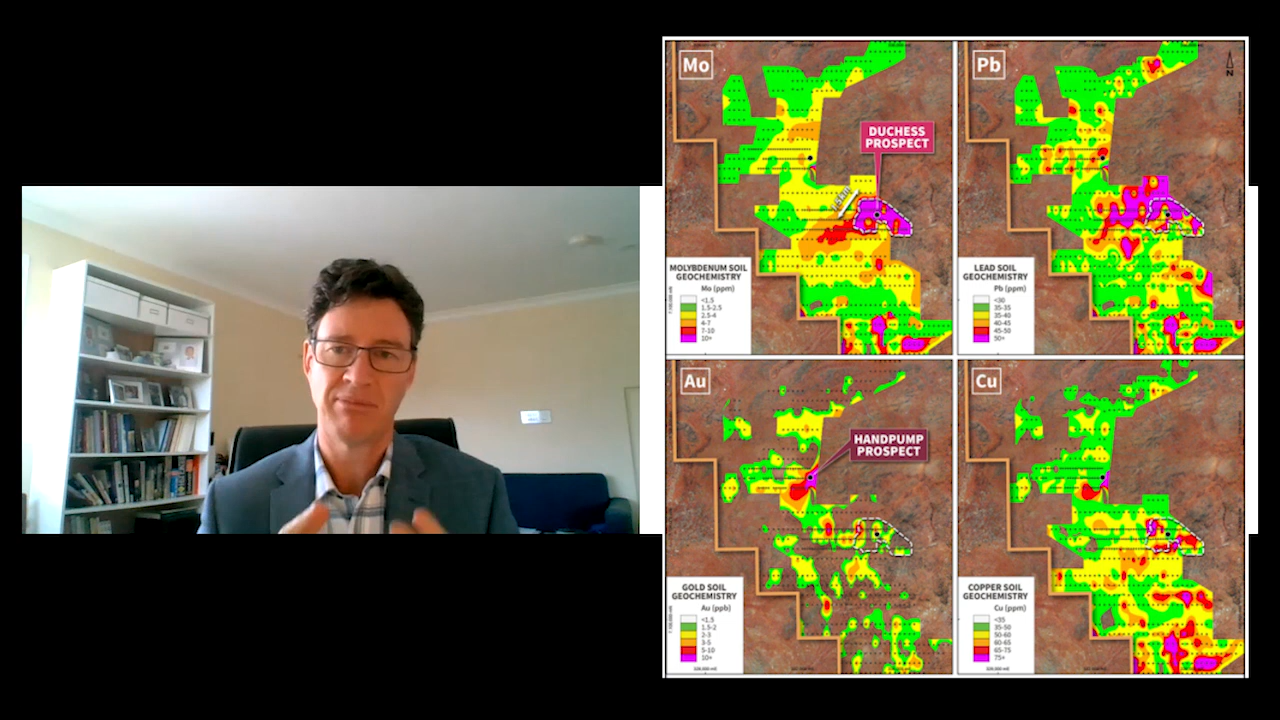 Mo
DUCHESS
PROSPECT
1.5km
MOLYBDENUM SOIL
GEOCHEMISTRY
Mo (ppm)
<1.5
1.5-2.5
2.5-4
4-7
7-10
10+
Pb
N
LEAD SOIL
GEOCHEMISTRY
Pb (ppm)
<30
35-35
35-40
40-45
45-50
50+
Au
HANDPUMP
PROSPECT
GOLD SOIL
GEOCHEMISTRY
Au (ppb)
<1.5
1.5-2
2-3
3-5
5-10
10+
Cu
COPPER SOIL
GEOCHEMISTRY
Cu (ppm)
<35
35-50
50-60
60-65
65-75
75+